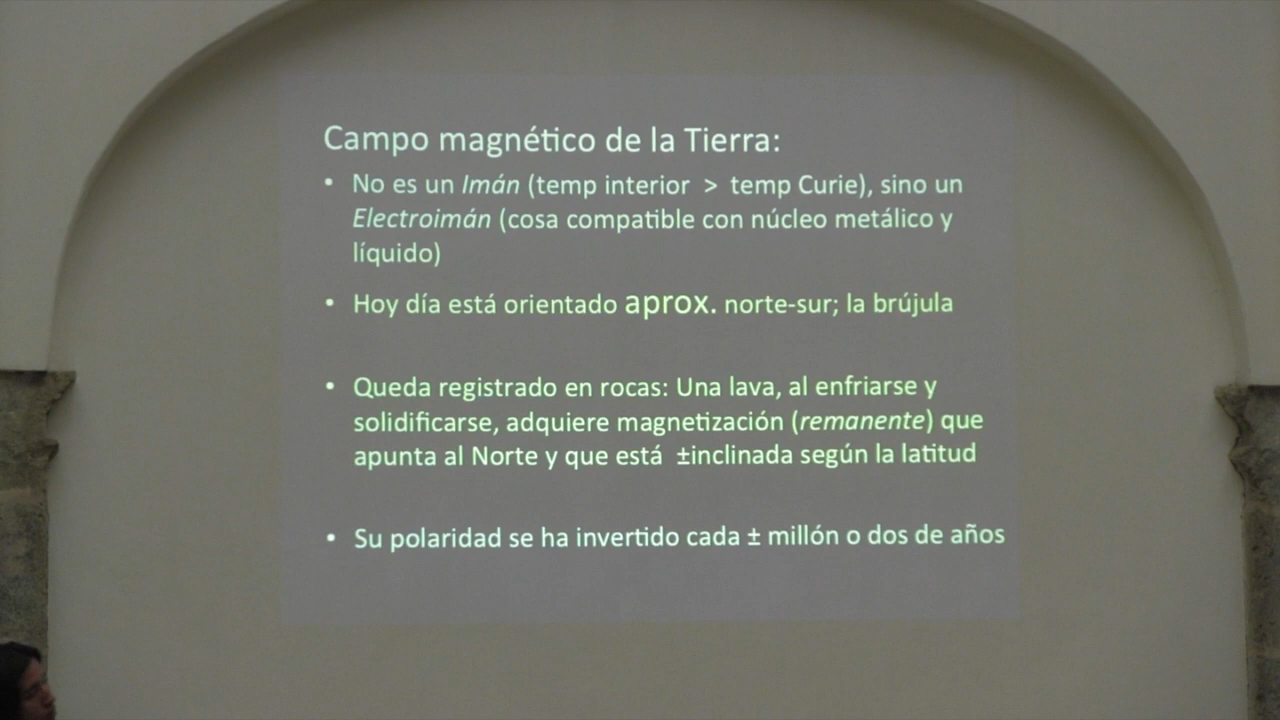 Campo magnético de la Tierra:
• No es un Imán (temp interior > temp Curie), sino un
Electroimán (cosa compatible con núcleo metálico y
líquido)
• Hoy día está orientado aprox. norte-sur; la brújula
• Queda registrado en rocas: Una lava, al enfriarse y
solidificarse, adquiere magnetización (remanente) que
apunta al Norte y que está ±inclinada según la latitud
• Su polaridad se ha invertido cada ± millón o dos de años